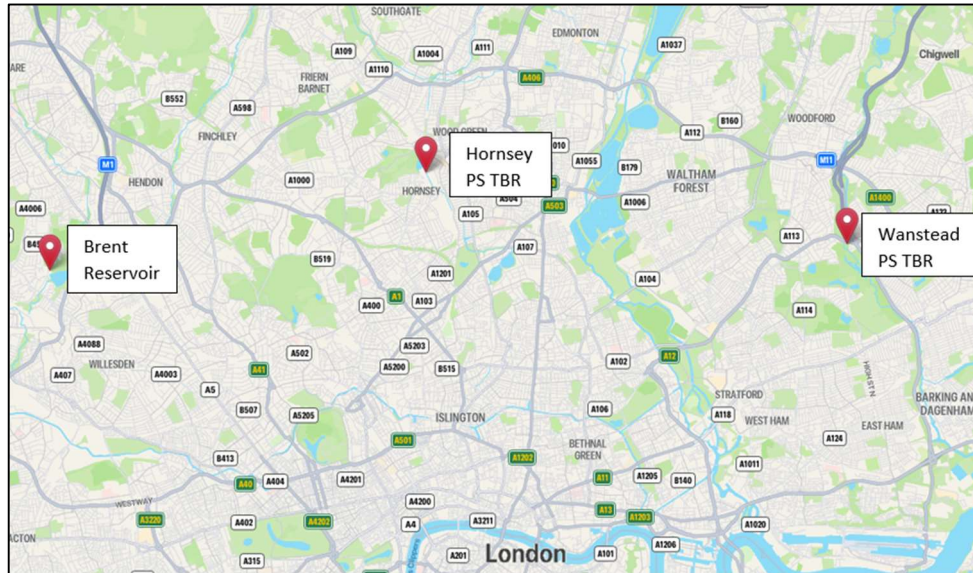 SOUTHGATE
EDMONTON
A109
A1004
A111
A1037
A1110
A406
Chigwell
FRIERN
BARNET
B552
A598
WOOD GREEN
B160
WOODFORD
FINCHLEY
A112
M1
HENDON
A1000
Hornsey
PS TBR
HORNSEY
A1055
B179
WALTHAM
FOREST
M11
A504
A503
A1006
A1400
A4006
A105
Brent
Reservoir
B519
A107
A113
Wanstead
PS TBR
A1201
A104
A1
A400
A103
A114
A4088
WILLESDEN
A502
A5203
A5200
B515
A102
A12
A407
A4003
A41
A5
HIGH ST N
B507
A5205
ISLINGTON
A106
STRATFORD
A118
WEST HAM
BARKING AN
DAGENHAM
EAST HAM
A501
BETHNAL
GREEN
A124
B413
A1202
A1011
A40
A404
A4201
A11
A1205
B140
WESTWAY
A4200
A13
A3220
A402
A4202
A4
A3211
A1203
A1020
ACTON
A315
A201
London
A101
A1206